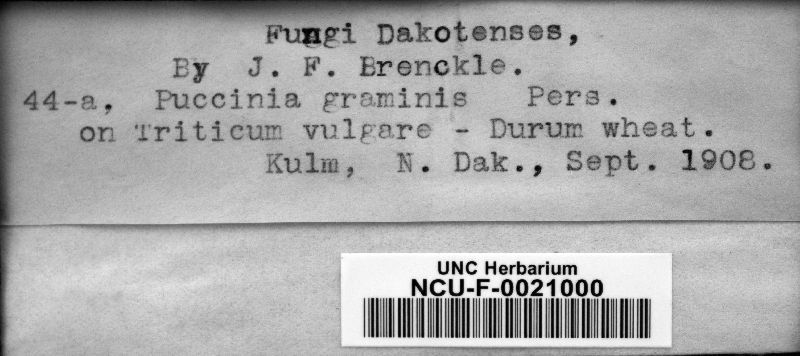 Fungi Dakotenses,
By J. F. Brenckle.
44-a, Puccinia graminis Pers.
on Triticum vulgare - Durum wheat.
Kulm, N. Dak., Sept. 1908.
UNC Herbarium
NCU-F-0021000